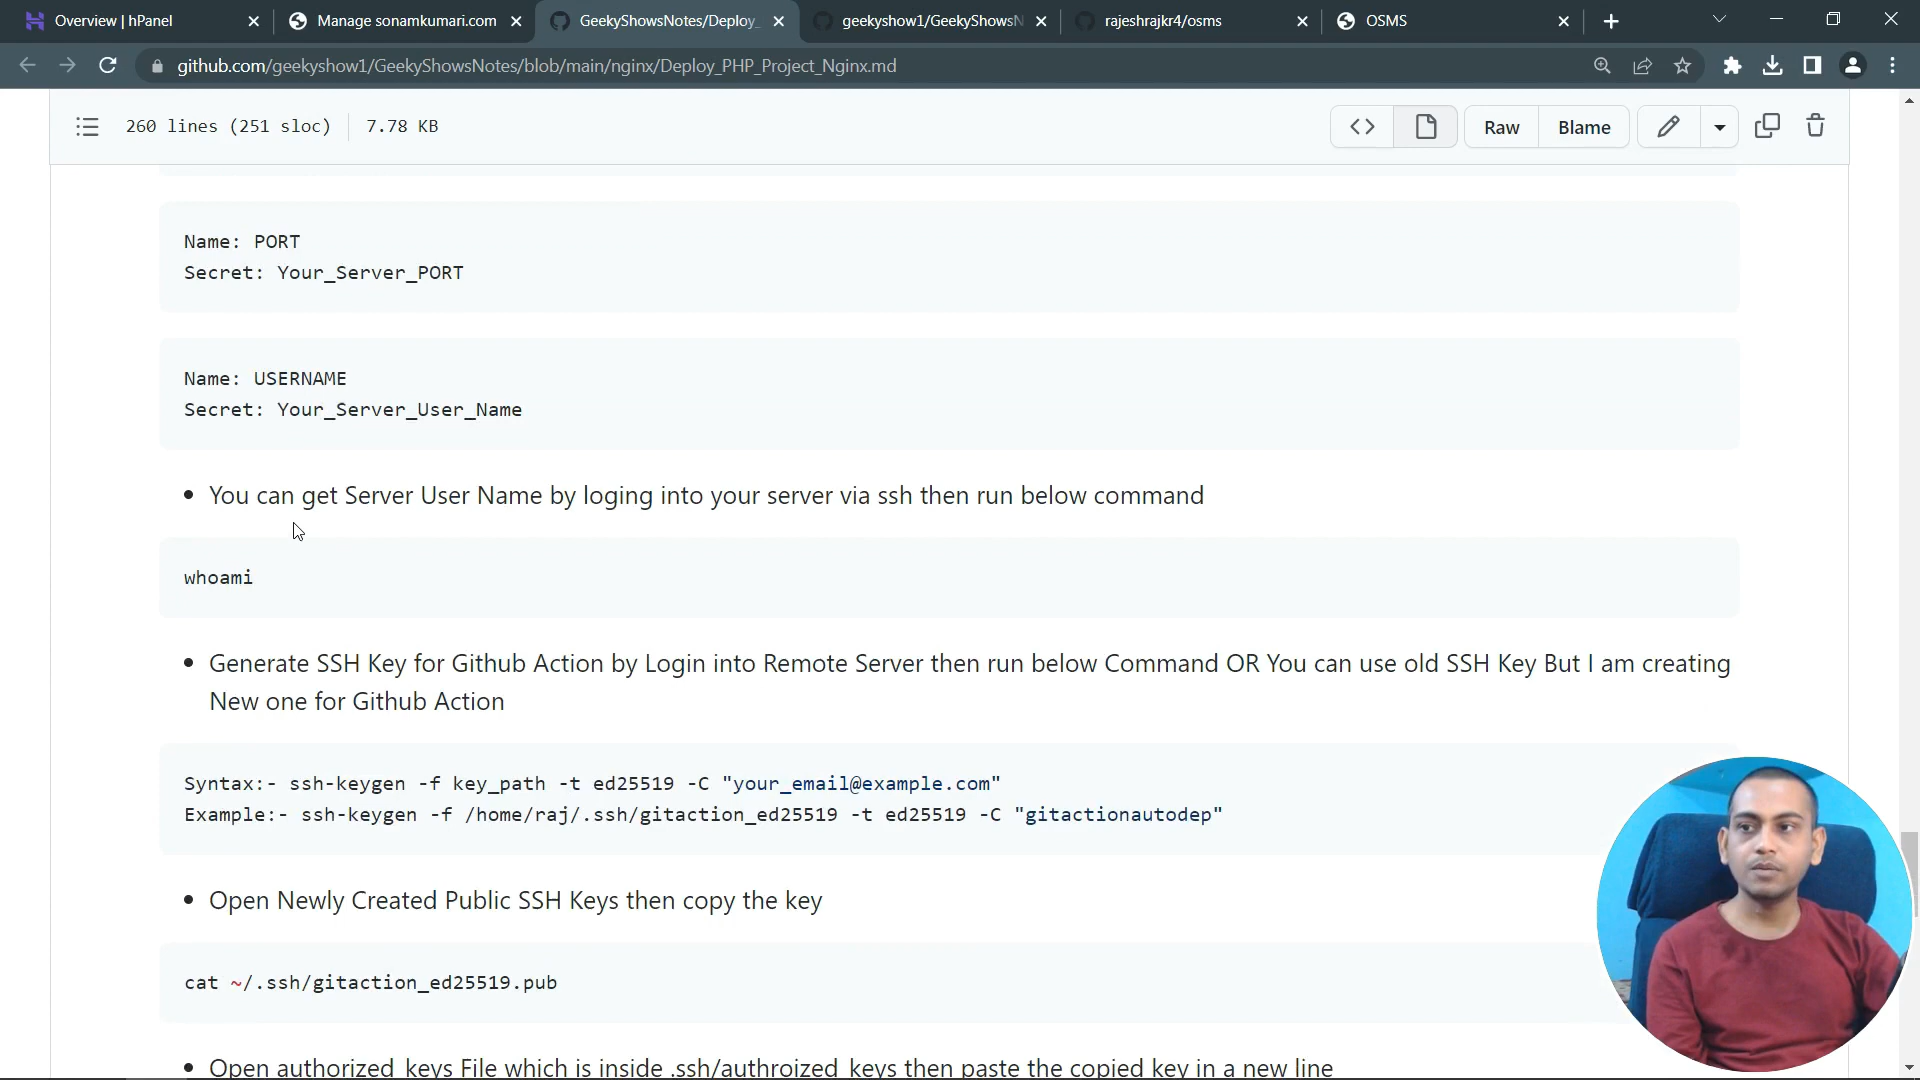 Overview | hPanel
Manage sonamkumari.com
GeekyShowsNotes/Deploy_
geekyshow1/GeekyShowsN
rajeshrajkr4/osms
OSMS
github.com/geekyshow1/GeekyShowsNotes/blob/main/nginx/Deploy_PHP_Project_Nginx.md
260 lines (251 sloc)
7.78 KB
Raw
Blame
Name: PORT
Secret: Your_Server_PORT
Name: USERNAME
Secret: Your_Server_User_Name
You can get Server User Name by loging into your server via ssh then run below command
whoami
Generate SSH Key for Github Action by Login into Remote Server then run below Command OR You can use old SSH Key But I am creating
New one for Github Action
Syntax:- ssh-keygen -f key_path -t ed25519 -C "your_email@example.com"
Example:- ssh-keygen -f /home/raj/.ssh/gitaction_ed25519 -t ed25519 -C "gitactionautodep"
Open Newly Created Public SSH Keys then copy the key
cat ~/.ssh/gitaction_ed25519.pub
Open authorized_keys File which is inside .ssh/authroized_keys then paste the copied key in a new line